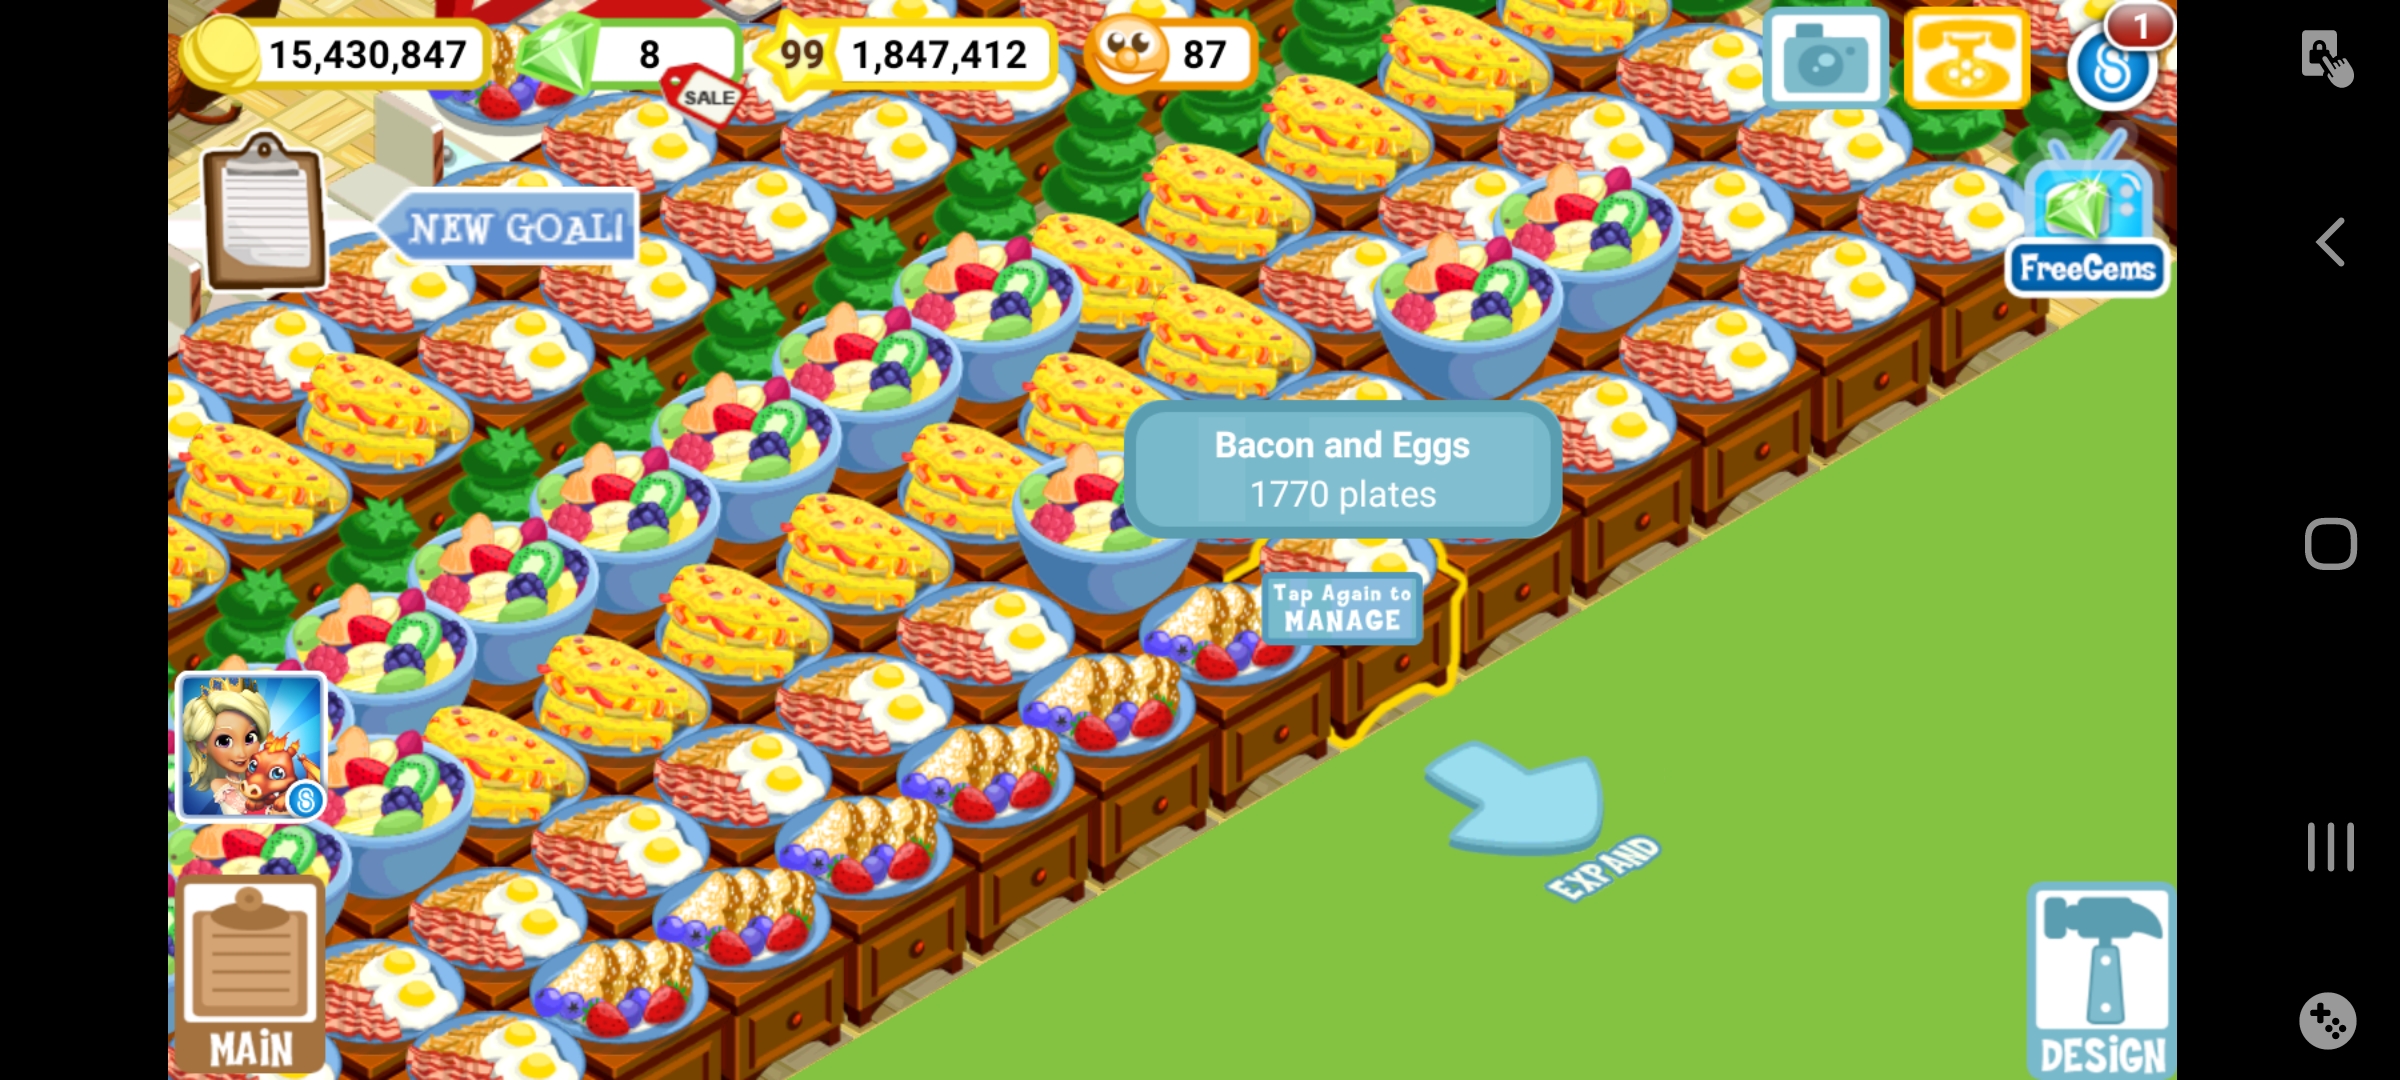 15,430,847
8
SALE
99
1,847,412
87
1
NEW GOAL!
FreeGems
Bacon and Eggs
1770 plates
Tap Again to
MANAGE
EXPAND
MAIN
DESIGN